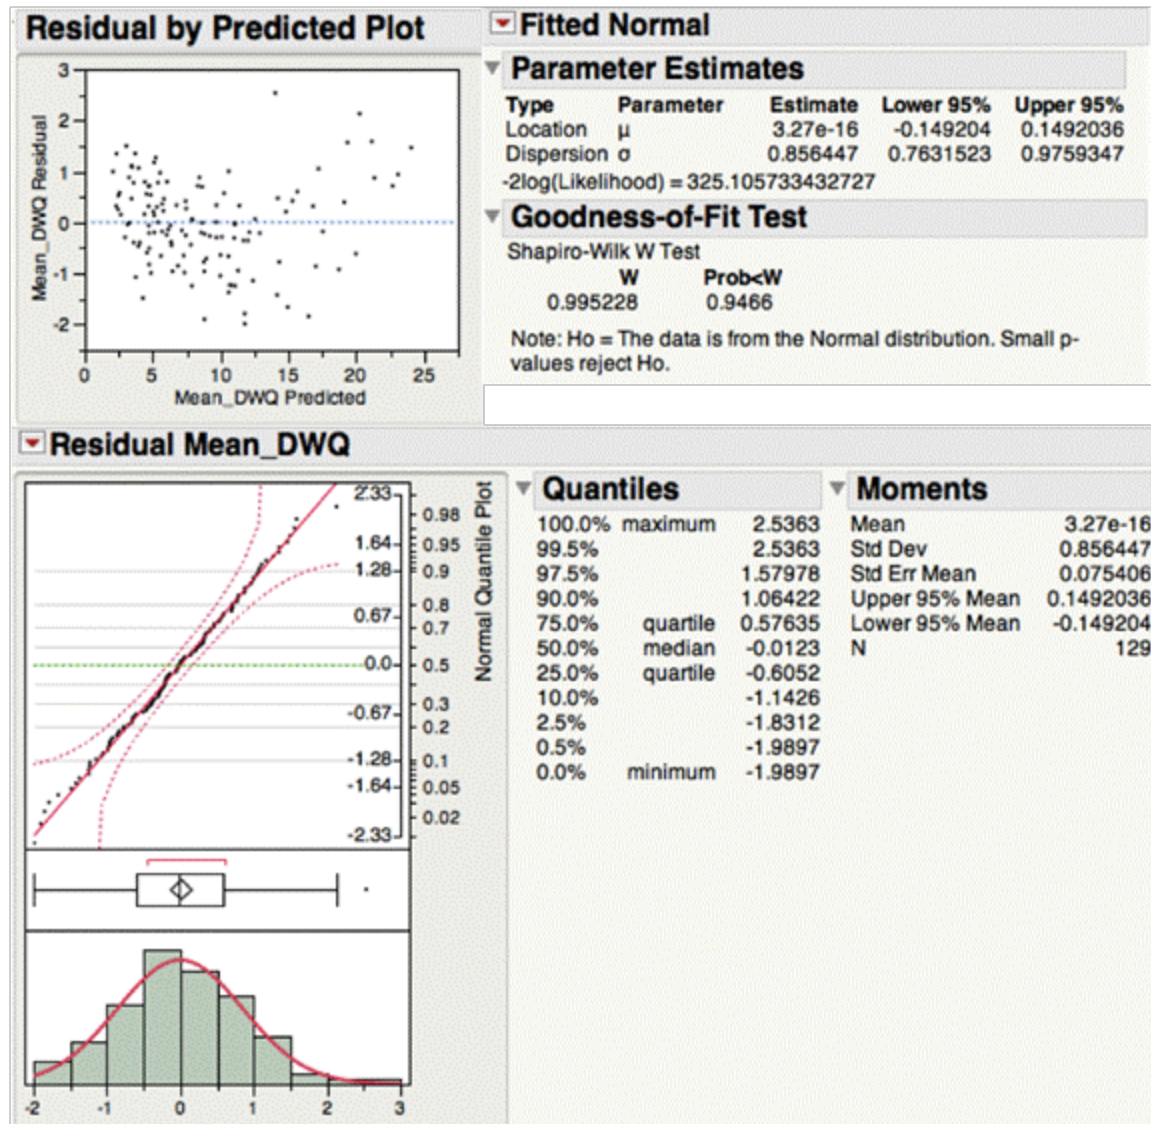 Residual by Predicted Plot
3
2
1
0
-1
-2
Mean_DWQ Residual
0 5 10 15 20 25
Mean_DWQ Predicted
Fitted Normal
Parameter Estimates
Type Parameter Estimate Lower 95% Upper 95%
Location μ 3.27e-16 -0.149204 0.1492036
Dispersion σ 0.856447 0.7631523 0.9759347
-2log(Likelihood) = 325.105733432727
Goodness-of-Fit Test
Shapiro-Wilk W Test
W Prob<W
0.995228 0.9466
Note: Ho = The data is from the Normal distribution. Small p-
values reject Ho.
Residual Mean_DWQ
2.33
1.64
1.28
0.67
0.0
-0.67
-1.28
-1.64
-2.33
0.98
0.95
0.9
0.8
0.7
0.5
0.3
0.2
0.1
0.05
0.02
Normal Quantile Plot
-2 -1 0 1 2 3
Quantiles
100.0% maximum 2.5363
99.5% 2.5363
97.5% 1.57978
90.0% 1.06422
75.0% quartile 0.57635
50.0% median -0.0123
25.0% quartile -0.6052
10.0% -1.1426
2.5% -1.8312
0.5% -1.9897
0.0% minimum -1.9897
Moments
Mean 3.27e-16
Std Dev 0.856447
Std Err Mean 0.075406
Upper 95% Mean 0.1492036
Lower 95% Mean -0.149204
N 129